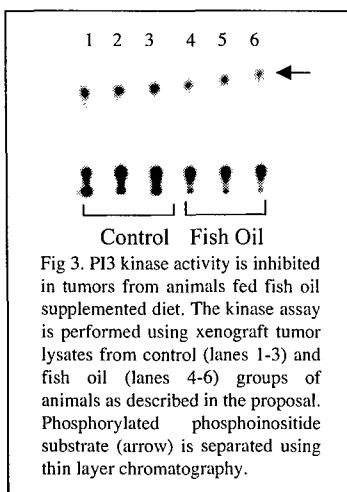 1 2 3 4 5 6
Control Fish Oil
Fig 3. PI3 kinase activity is inhibited
in tumors from animals fed fish oil
supplemented diet. The kinase assay
is performed using xenograft tumor
lysates from control (lanes 1-3) and
fish oil (lanes 4-6) groups of
animals as described in the proposal.
Phosphorylated phosphoinositide
substrate (arrow) is separated using
thin layer chromatography.